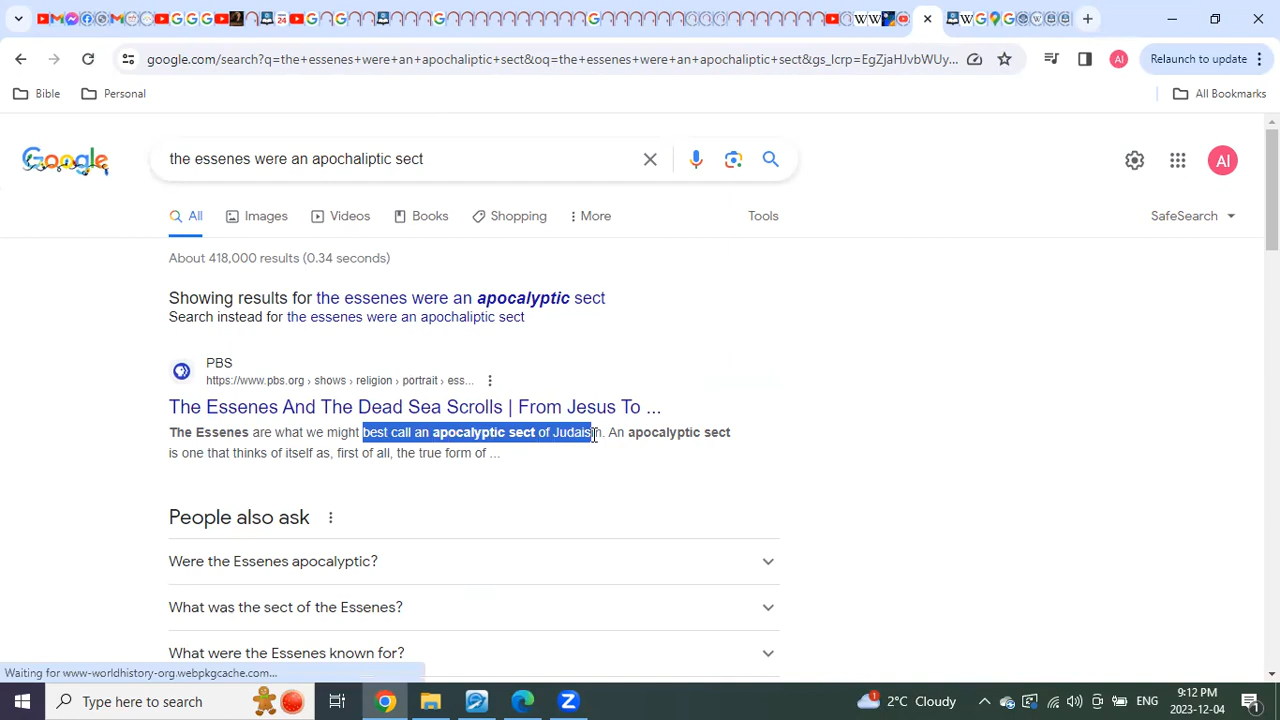 24
google.com/search?q=the+essenes+were+an+apochaliptic+sect&oq=the+essenes+were+an+apochaliptic+sect&gs_lcrp=EgZjaHJvbWUy...
AI
Relaunch to update
Bible
Personal
All Bookmarks
Google
the essenes were an apochaliptic sect
AI
All
Images
Videos
Books
Shopping
More
Tools
SafeSearch
About 418,000 results (0.34 seconds)
Showing results for the essenes were an apocalyptic sect
Search instead for the essenes were an apochaliptic sect
PBS
https://www.pbs.org › shows › religion › portrait › ess...
The Essenes And The Dead Sea Scrolls | From Jesus To ...
The Essenes are what we might best call an apocalyptic sect of Judaism. An apocalyptic sect
is one that thinks of itself as, first of all, the true form of ...
People also ask
Were the Essenes apocalyptic?
What was the sect of the Essenes?
What were the Essenes known for?
Waiting for www-worldhistory-org.webpkgcache.com...
Type here to search
1
2°C Cloudy
ENG
9:12 PM
2023-12-04
1